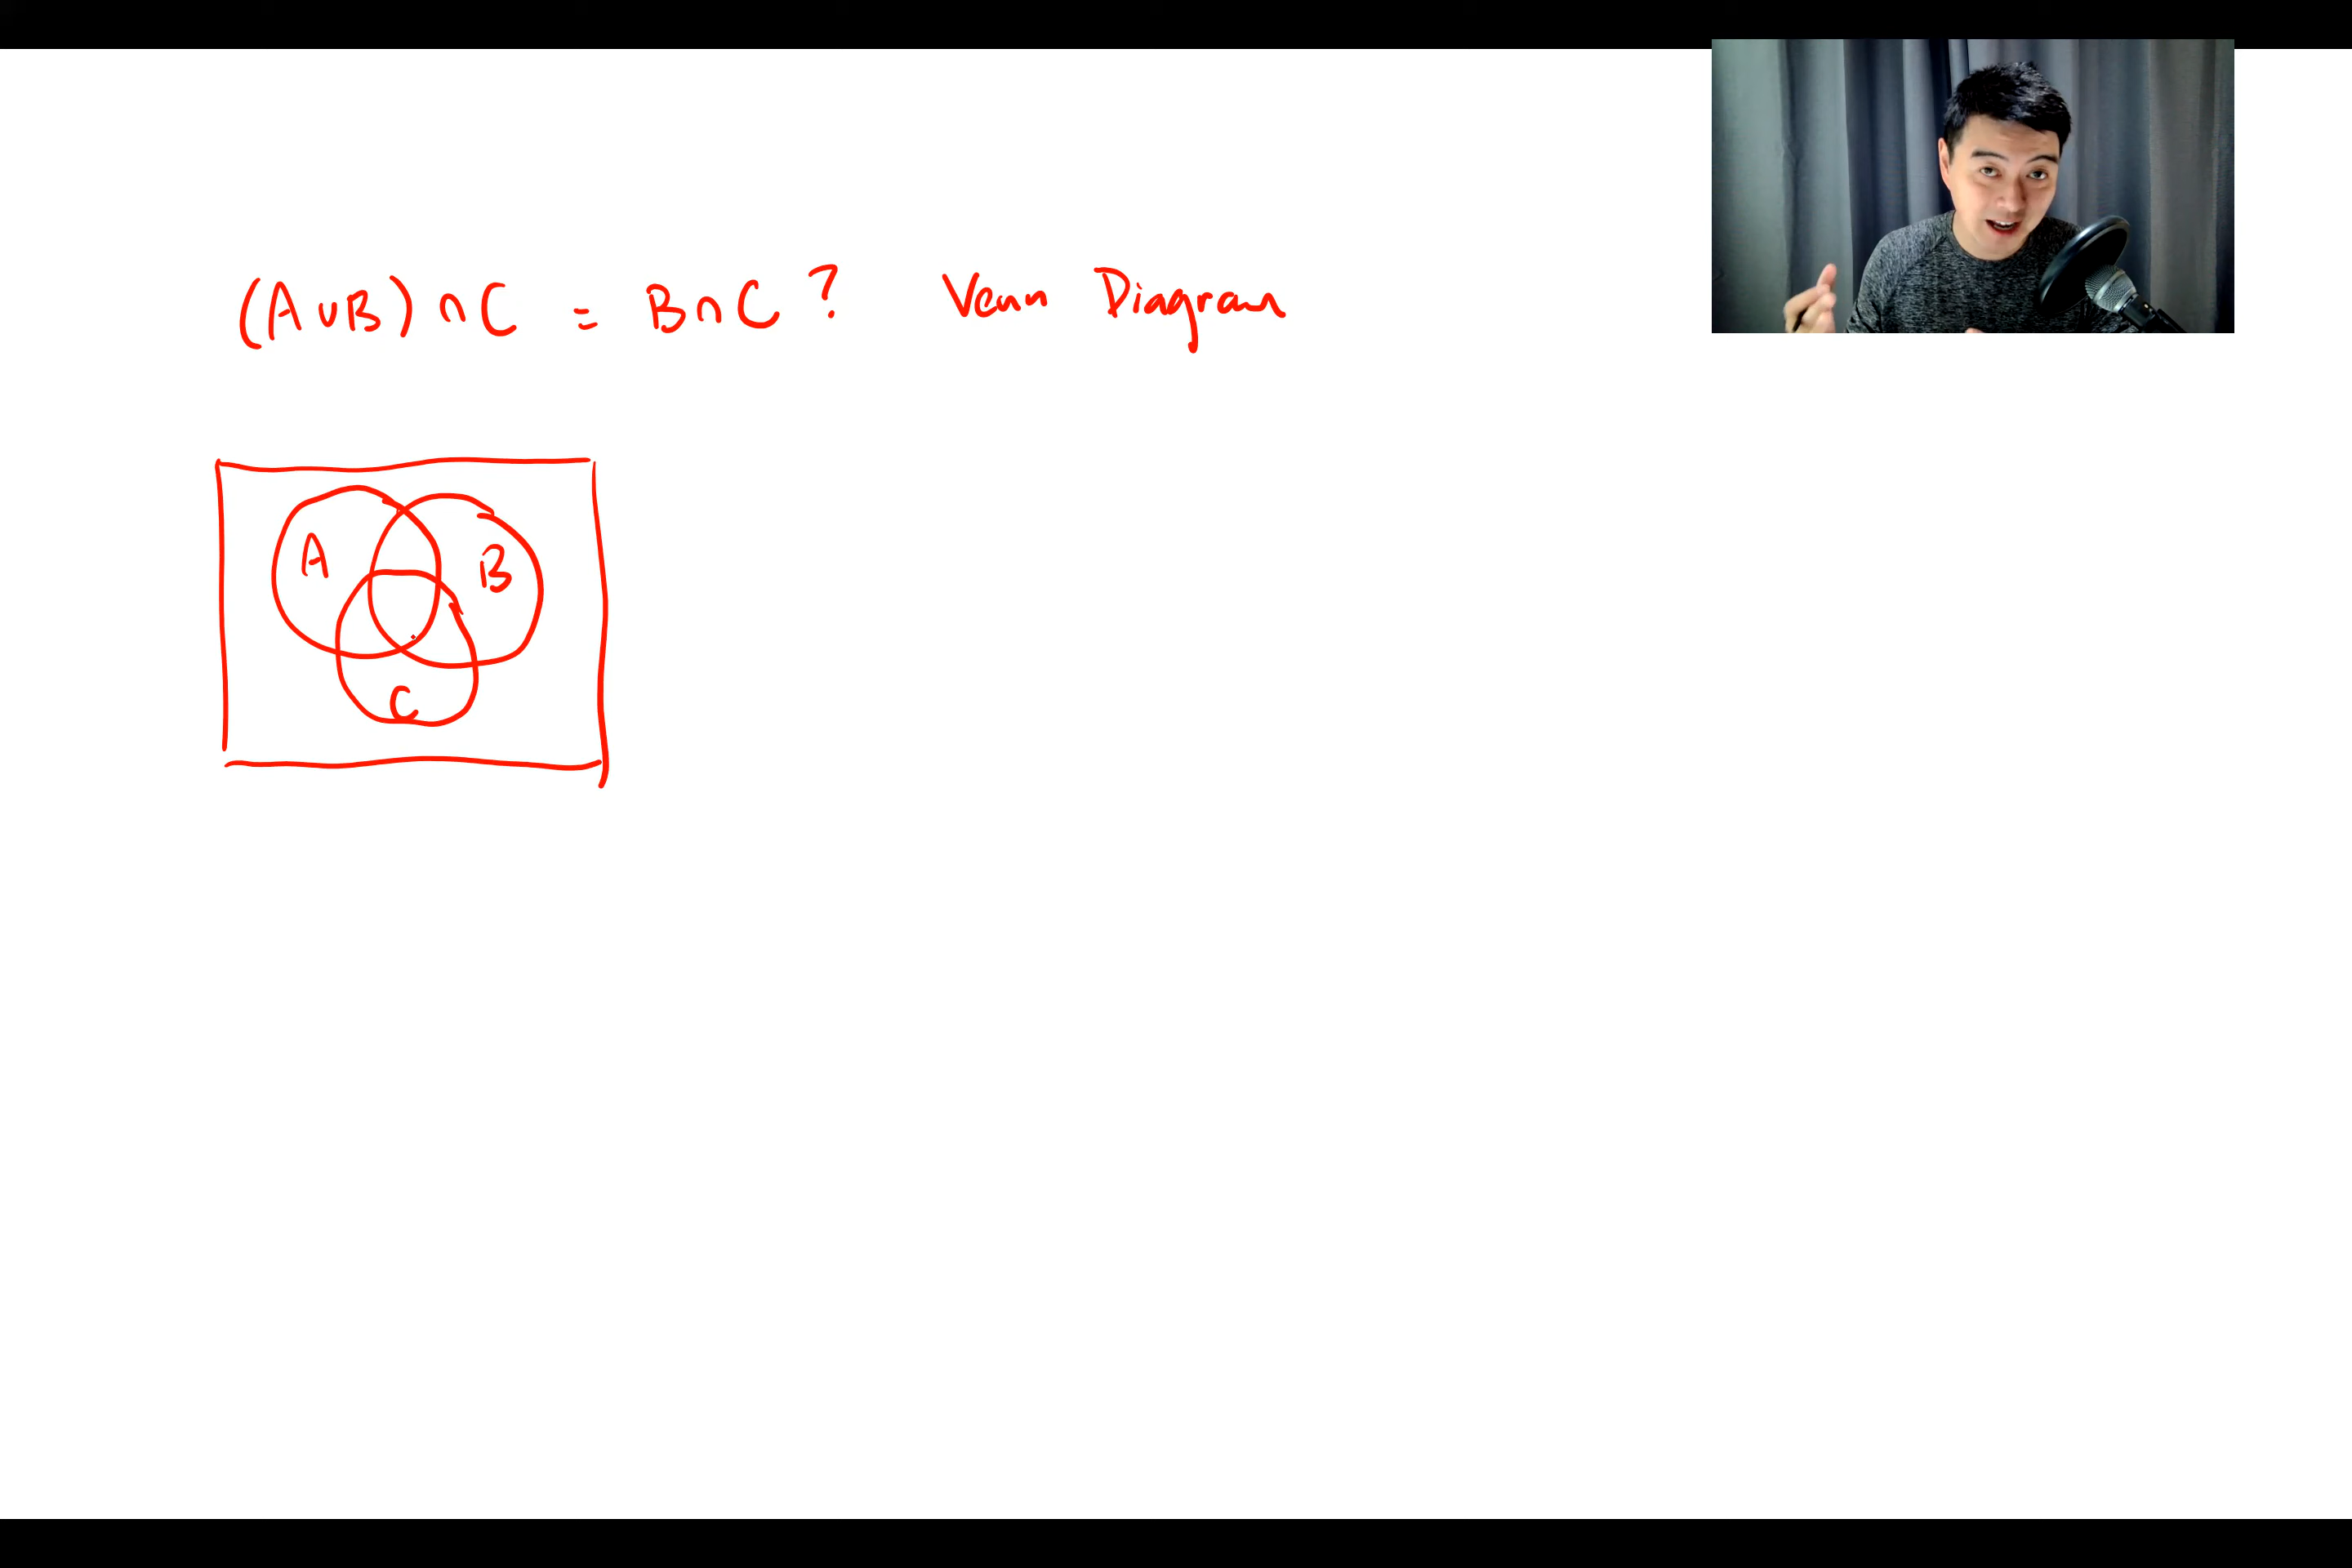 (A∪B)∩C = B∩C ? Venn Diagram
A
B
C